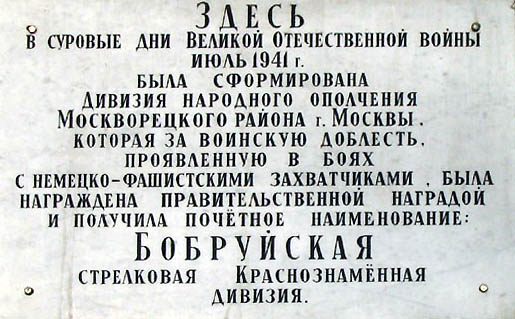 Здесь
в суровые дни Великой Отечественной войны
июль 1941 г.
была сформирована
Дивизия народного ополчения
Москворецкого района г. Москвы,
которая за воинскую доблесть,
проявленную в боях
с немецко-фашистскими захватчиками, была
награждена правительственной наградой
и получила почётное наименование:
Бобруйская
стрелковая Краснознамённая
дивизия.